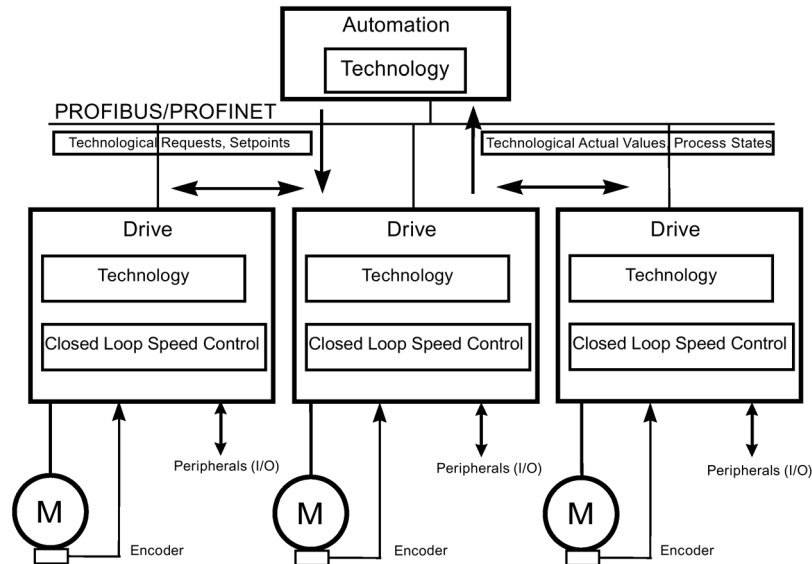 Automation
Technology
PROFIBUS/PROFINET
Technological Requests, Setpoints
Technological Actual Values, Process States
Drive
Technology
Closed Loop Speed Control
Drive
Technology
Closed Loop Speed Control
Drive
Technology
Closed Loop Speed Control
Peripherals (I/O)
M
Encoder
Peripherals (I/O)
M
Encoder
Peripherals (I/O)
M
Encoder